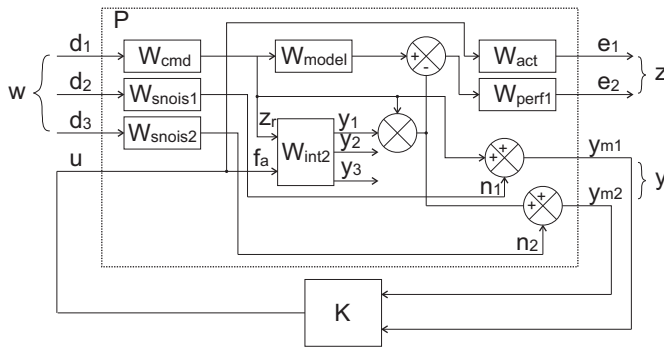 P
d1 Wcmd Wmodel + - Wact e1
w d2 Wsnois1 Wperf1 e2 z
d3 Wsnois2
zr y1
y2
u fa Wint2 y3 + + ym1
n1 y
+ + ym2
n2
K